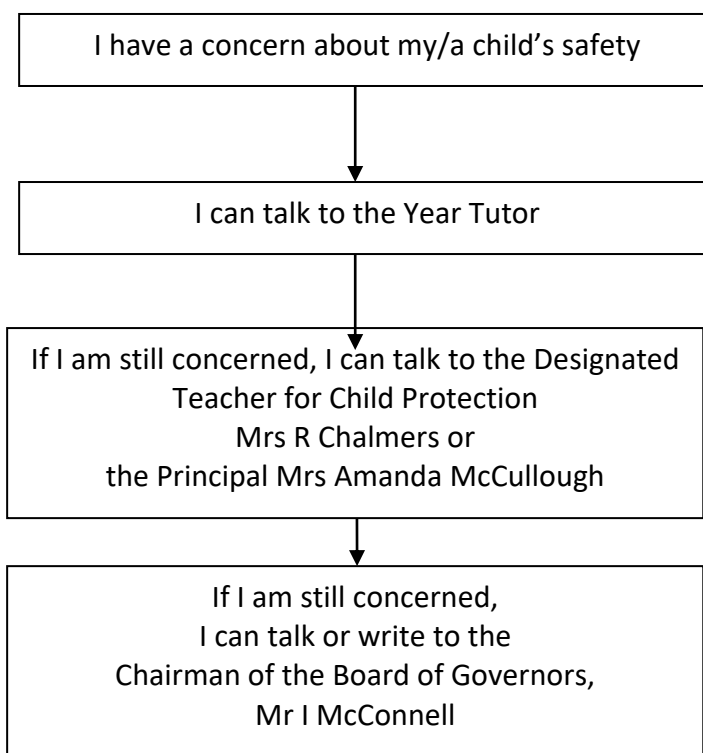 I have a concern about my/a child’s safety
I can talk to the Year Tutor
If I am still concerned, I can talk to the Designated
Teacher for Child Protection
Mrs R Chalmers or
the Principal Mrs Amanda McCullough
If I am still concerned,
I can talk or write to the
Chairman of the Board of Governors,
Mr I McConnell